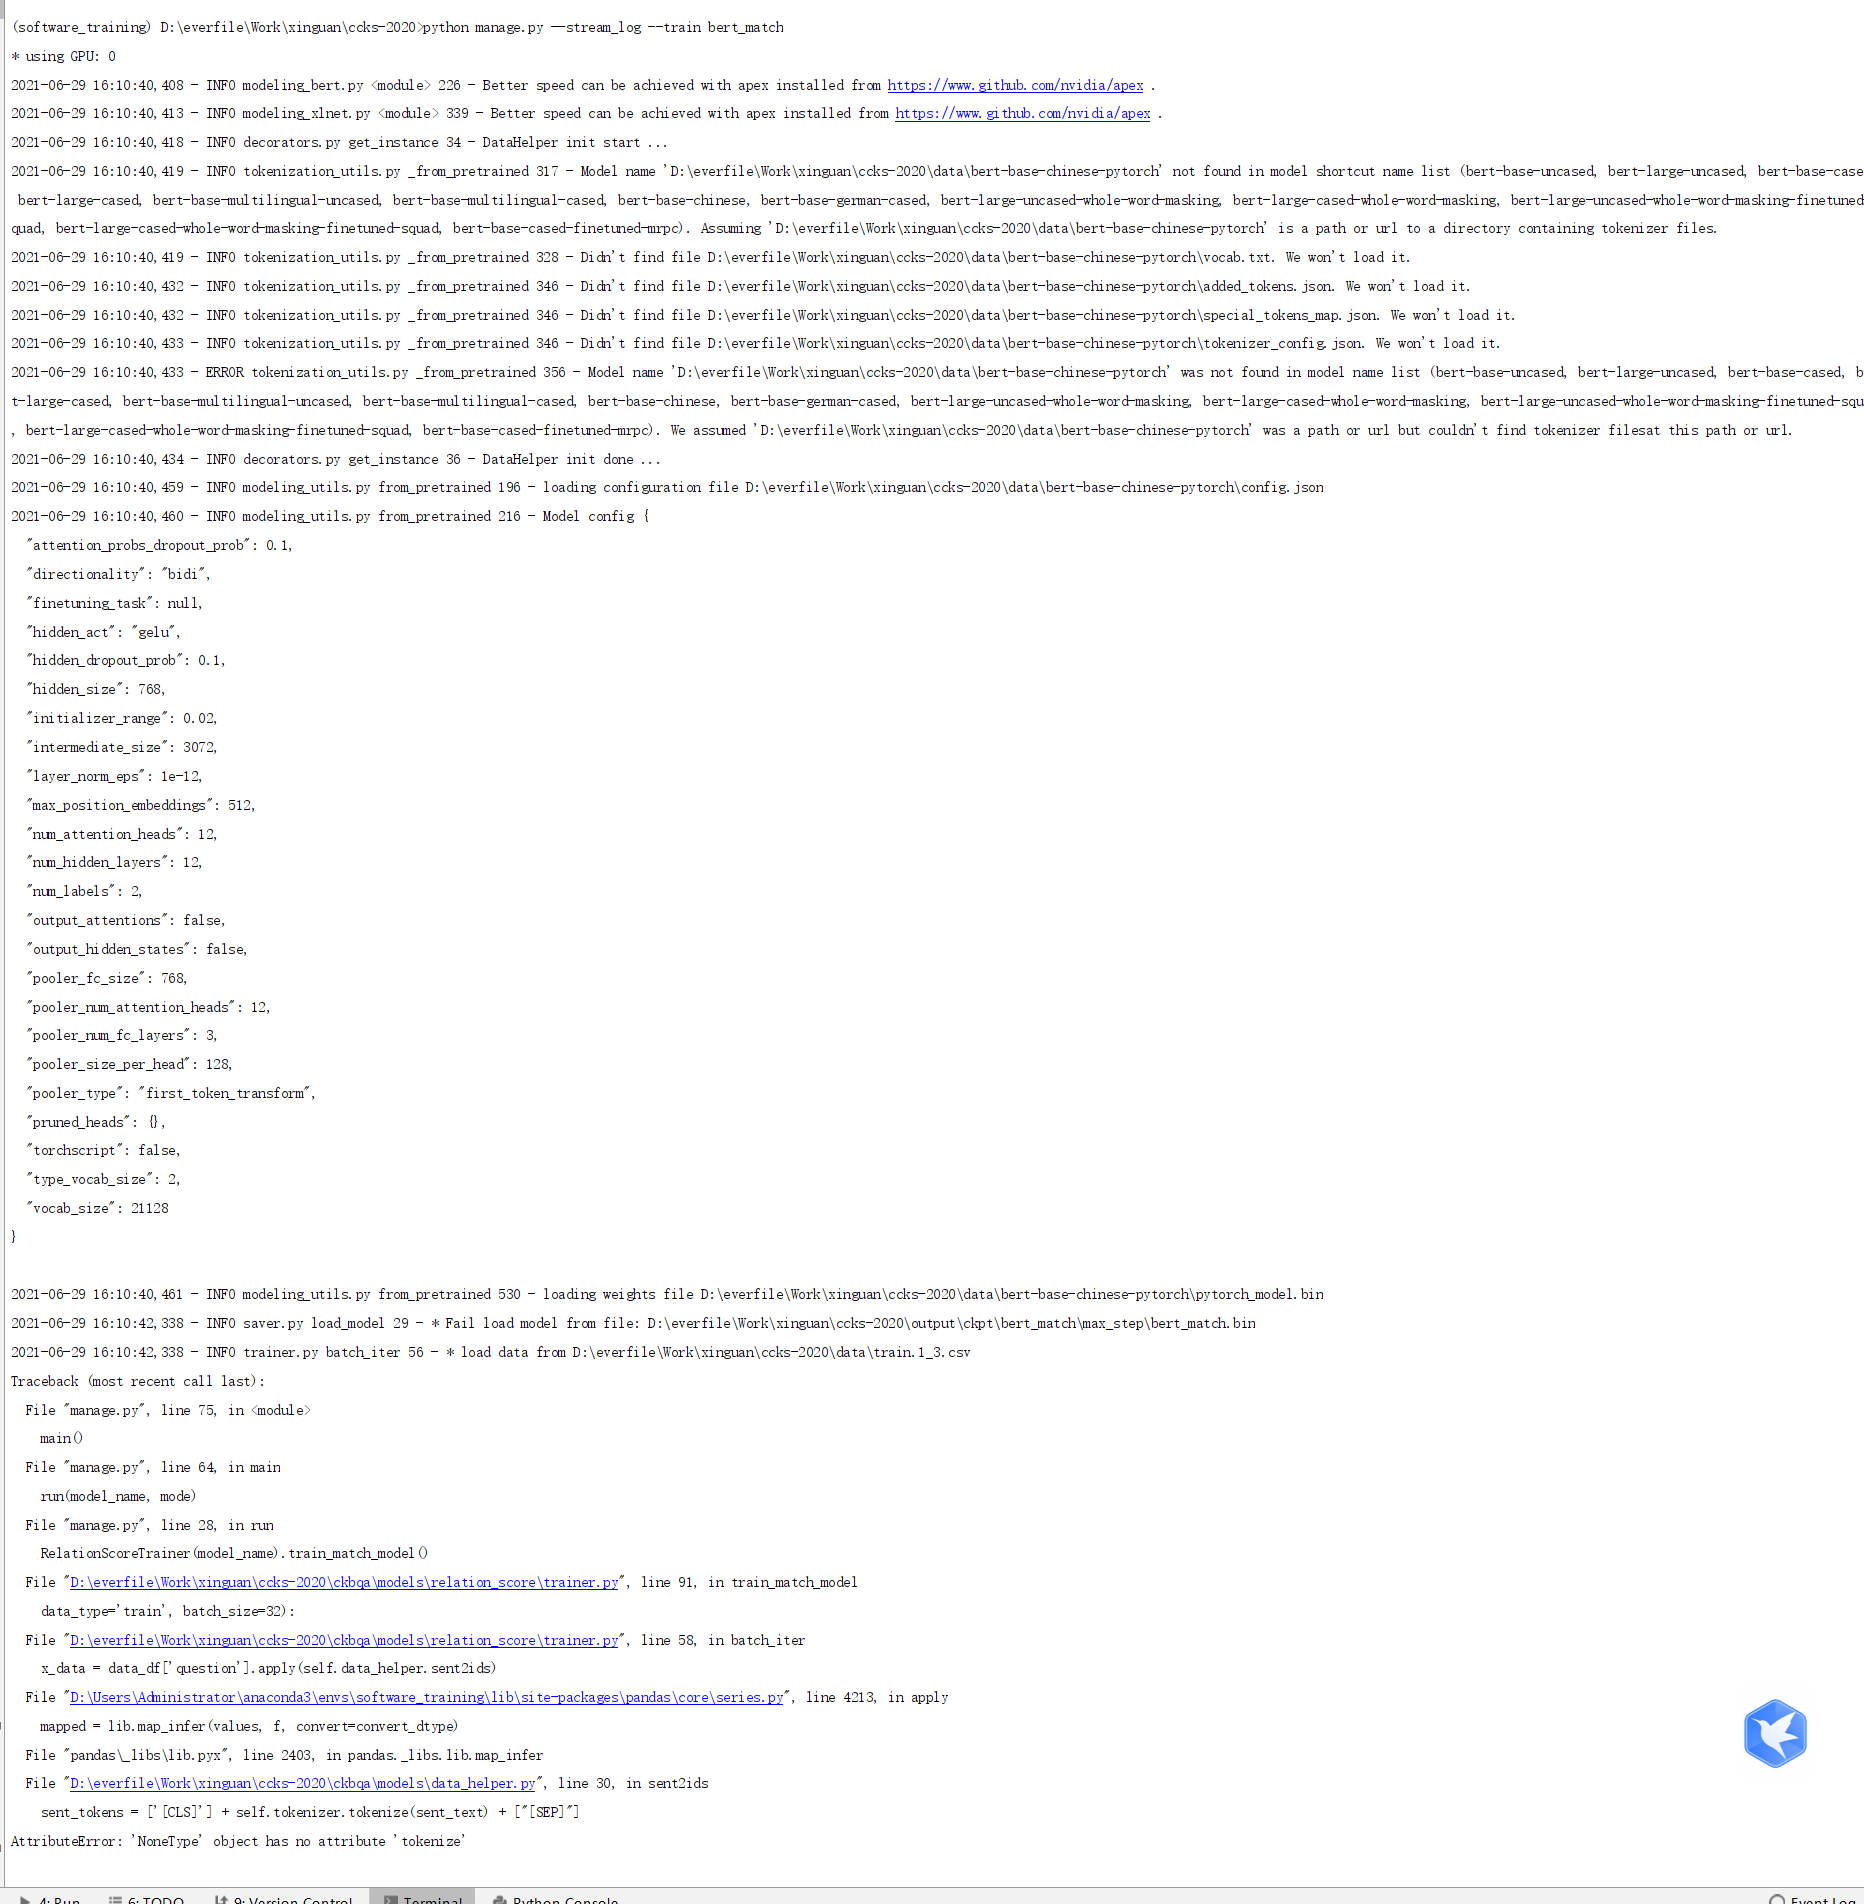 (software_training) D:\everfile\Work\xinguan\ccks-2020>python manage.py --stream_log --train bert_match
* using GPU: 0
2021-06-29 16:10:40,408 - INFO modeling_bert.py <module> 226 - Better speed can be achieved with apex installed from https://www.github.com/nvidia/apex .
2021-06-29 16:10:40,413 - INFO modeling_xlnet.py <module> 339 - Better speed can be achieved with apex installed from https://www.github.com/nvidia/apex .
2021-06-29 16:10:40,418 - INFO decorators.py get_instance 34 - DataHelper init start ...
2021-06-29 16:10:40,419 - INFO tokenization_utils.py _from_pretrained 317 - Model name 'D:\everfile\Work\xinguan\ccks-2020\data\bert-base-chinese-pytorch' not found in model shortcut name list (bert-base-uncased, bert-large-uncased, bert-base-case
bert-large-cased, bert-base-multilingual-uncased, bert-base-multilingual-cased, bert-base-chinese, bert-base-german-cased, bert-large-uncased-whole-word-masking, bert-large-cased-whole-word-masking, bert-large-uncased-whole-word-masking-finetuned
quad, bert-large-cased-whole-word-masking-finetuned-squad, bert-base-cased-finetuned-mrpc). Assuming 'D:\everfile\Work\xinguan\ccks-2020\data\bert-base-chinese-pytorch' is a path or url to a directory containing tokenizer files.
2021-06-29 16:10:40,419 - INFO tokenization_utils.py _from_pretrained 328 - Didn't find file D:\everfile\Work\xinguan\ccks-2020\data\bert-base-chinese-pytorch\vocab.txt. We won't load it.
2021-06-29 16:10:40,432 - INFO tokenization_utils.py _from_pretrained 346 - Didn't find file D:\everfile\Work\xinguan\ccks-2020\data\bert-base-chinese-pytorch\added_tokens.json. We won't load it.
2021-06-29 16:10:40,432 - INFO tokenization_utils.py _from_pretrained 346 - Didn't find file D:\everfile\Work\xinguan\ccks-2020\data\bert-base-chinese-pytorch\special_tokens_map.json. We won't load it.
2021-06-29 16:10:40,433 - INFO tokenization_utils.py _from_pretrained 346 - Didn't find file D:\everfile\Work\xinguan\ccks-2020\data\bert-base-chinese-pytorch\tokenizer_config.json. We won't load it.
2021-06-29 16:10:40,433 - ERROR tokenization_utils.py _from_pretrained 356 - Model name 'D:\everfile\Work\xinguan\ccks-2020\data\bert-base-chinese-pytorch' was not found in model name list (bert-base-uncased, bert-large-uncased, bert-base-cased, b
t-large-cased, bert-base-multilingual-uncased, bert-base-multilingual-cased, bert-base-chinese, bert-base-german-cased, bert-large-uncased-whole-word-masking, bert-large-cased-whole-word-masking, bert-large-uncased-whole-word-masking-finetuned-squ
, bert-large-cased-whole-word-masking-finetuned-squad, bert-base-cased-finetuned-mrpc). We assumed 'D:\everfile\Work\xinguan\ccks-2020\data\bert-base-chinese-pytorch' was a path or url but couldn't find tokenizer filesat this path or url.
2021-06-29 16:10:40,434 - INFO decorators.py get_instance 36 - DataHelper init done ...
2021-06-29 16:10:40,459 - INFO modeling_utils.py from_pretrained 196 - loading configuration file D:\everfile\Work\xinguan\ccks-2020\data\bert-base-chinese-pytorch\config.json
2021-06-29 16:10:40,460 - INFO modeling_utils.py from_pretrained 216 - Model config {
"attention_probs_dropout_prob": 0.1,
"directionality": "bidi",
"finetuning_task": null,
"hidden_act": "gelu",
"hidden_dropout_prob": 0.1,
"hidden_size": 768,
"initializer_range": 0.02,
"intermediate_size": 3072,
"layer_norm_eps": 1e-12,
"max_position_embeddings": 512,
"num_attention_heads": 12,
"num_hidden_layers": 12,
"num_labels": 2,
"output_attentions": false,
"output_hidden_states": false,
"pooler_fc_size": 768,
"pooler_num_attention_heads": 12,
"pooler_num_fc_layers": 3,
"pooler_size_per_head": 128,
"pooler_type": "first_token_transform",
"pruned_heads": {},
"torchscript": false,
"type_vocab_size": 2,
"vocab_size": 21128
}
2021-06-29 16:10:40,461 - INFO modeling_utils.py from_pretrained 530 - loading weights file D:\everfile\Work\xinguan\ccks-2020\data\bert-base-chinese-pytorch\pytorch_model.bin
2021-06-29 16:10:42,338 - INFO saver.py load_model 29 - * Fail load model from file: D:\everfile\Work\xinguan\ccks-2020\output\ckpt\bert_match\max_step\bert_match.bin
2021-06-29 16:10:42,338 - INFO trainer.py batch_iter 56 - * load data from D:\everfile\Work\xinguan\ccks-2020\data\train.1_3.csv
Traceback (most recent call last):
File "manage.py", line 75, in <module>
main()
File "manage.py", line 64, in main
run(model_name, mode)
File "manage.py", line 28, in run
RelationScoreTrainer(model_name).train_match_model()
File "D:\everfile\Work\xinguan\ccks-2020\ckbqa\models\relation_score\trainer.py", line 91, in train_match_model
data_type='train', batch_size=32):
File "D:\everfile\Work\xinguan\ccks-2020\ckbqa\models\relation_score\trainer.py", line 58, in batch_iter
x_data = data_df['question'].apply(self.data_helper.sent2ids)
File "D:\Users\Administrator\anaconda3\envs\software_training\lib\site-packages\pandas\core\series.py", line 4213, in apply
mapped = lib.map_infer(values, f, convert=convert_dtype)
File "pandas\_libs\lib.pyx", line 2403, in pandas._libs.lib.map_infer
File "D:\everfile\Work\xinguan\ccks-2020\ckbqa\models\data_helper.py", line 30, in sent2ids
sent_tokens = ['[CLS]'] + self.tokenizer.tokenize(sent_text) + ["[SEP]"]
AttributeError: 'NoneType' object has no attribute 'tokenize'
4: Run 6: TODO 9: Version Control Terminal Python Console Event Log